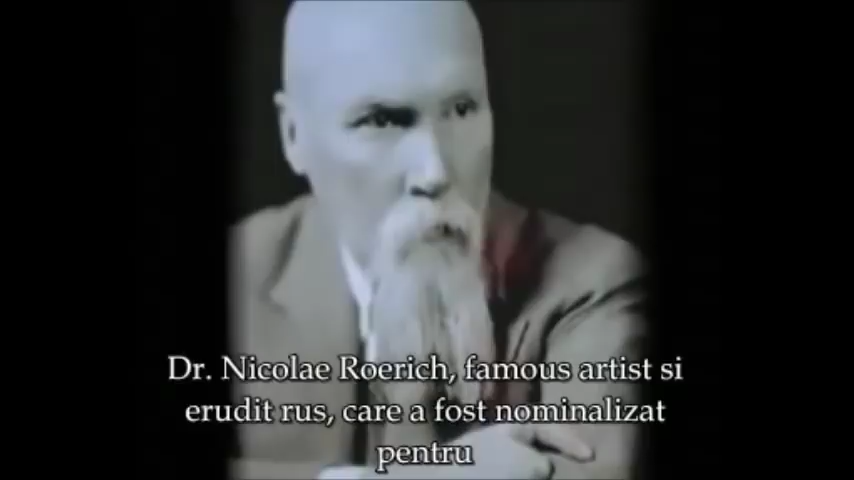 Dr. Nicolae Roerich, famous artist si
erudit rus, care a fost nominalizat
pentru